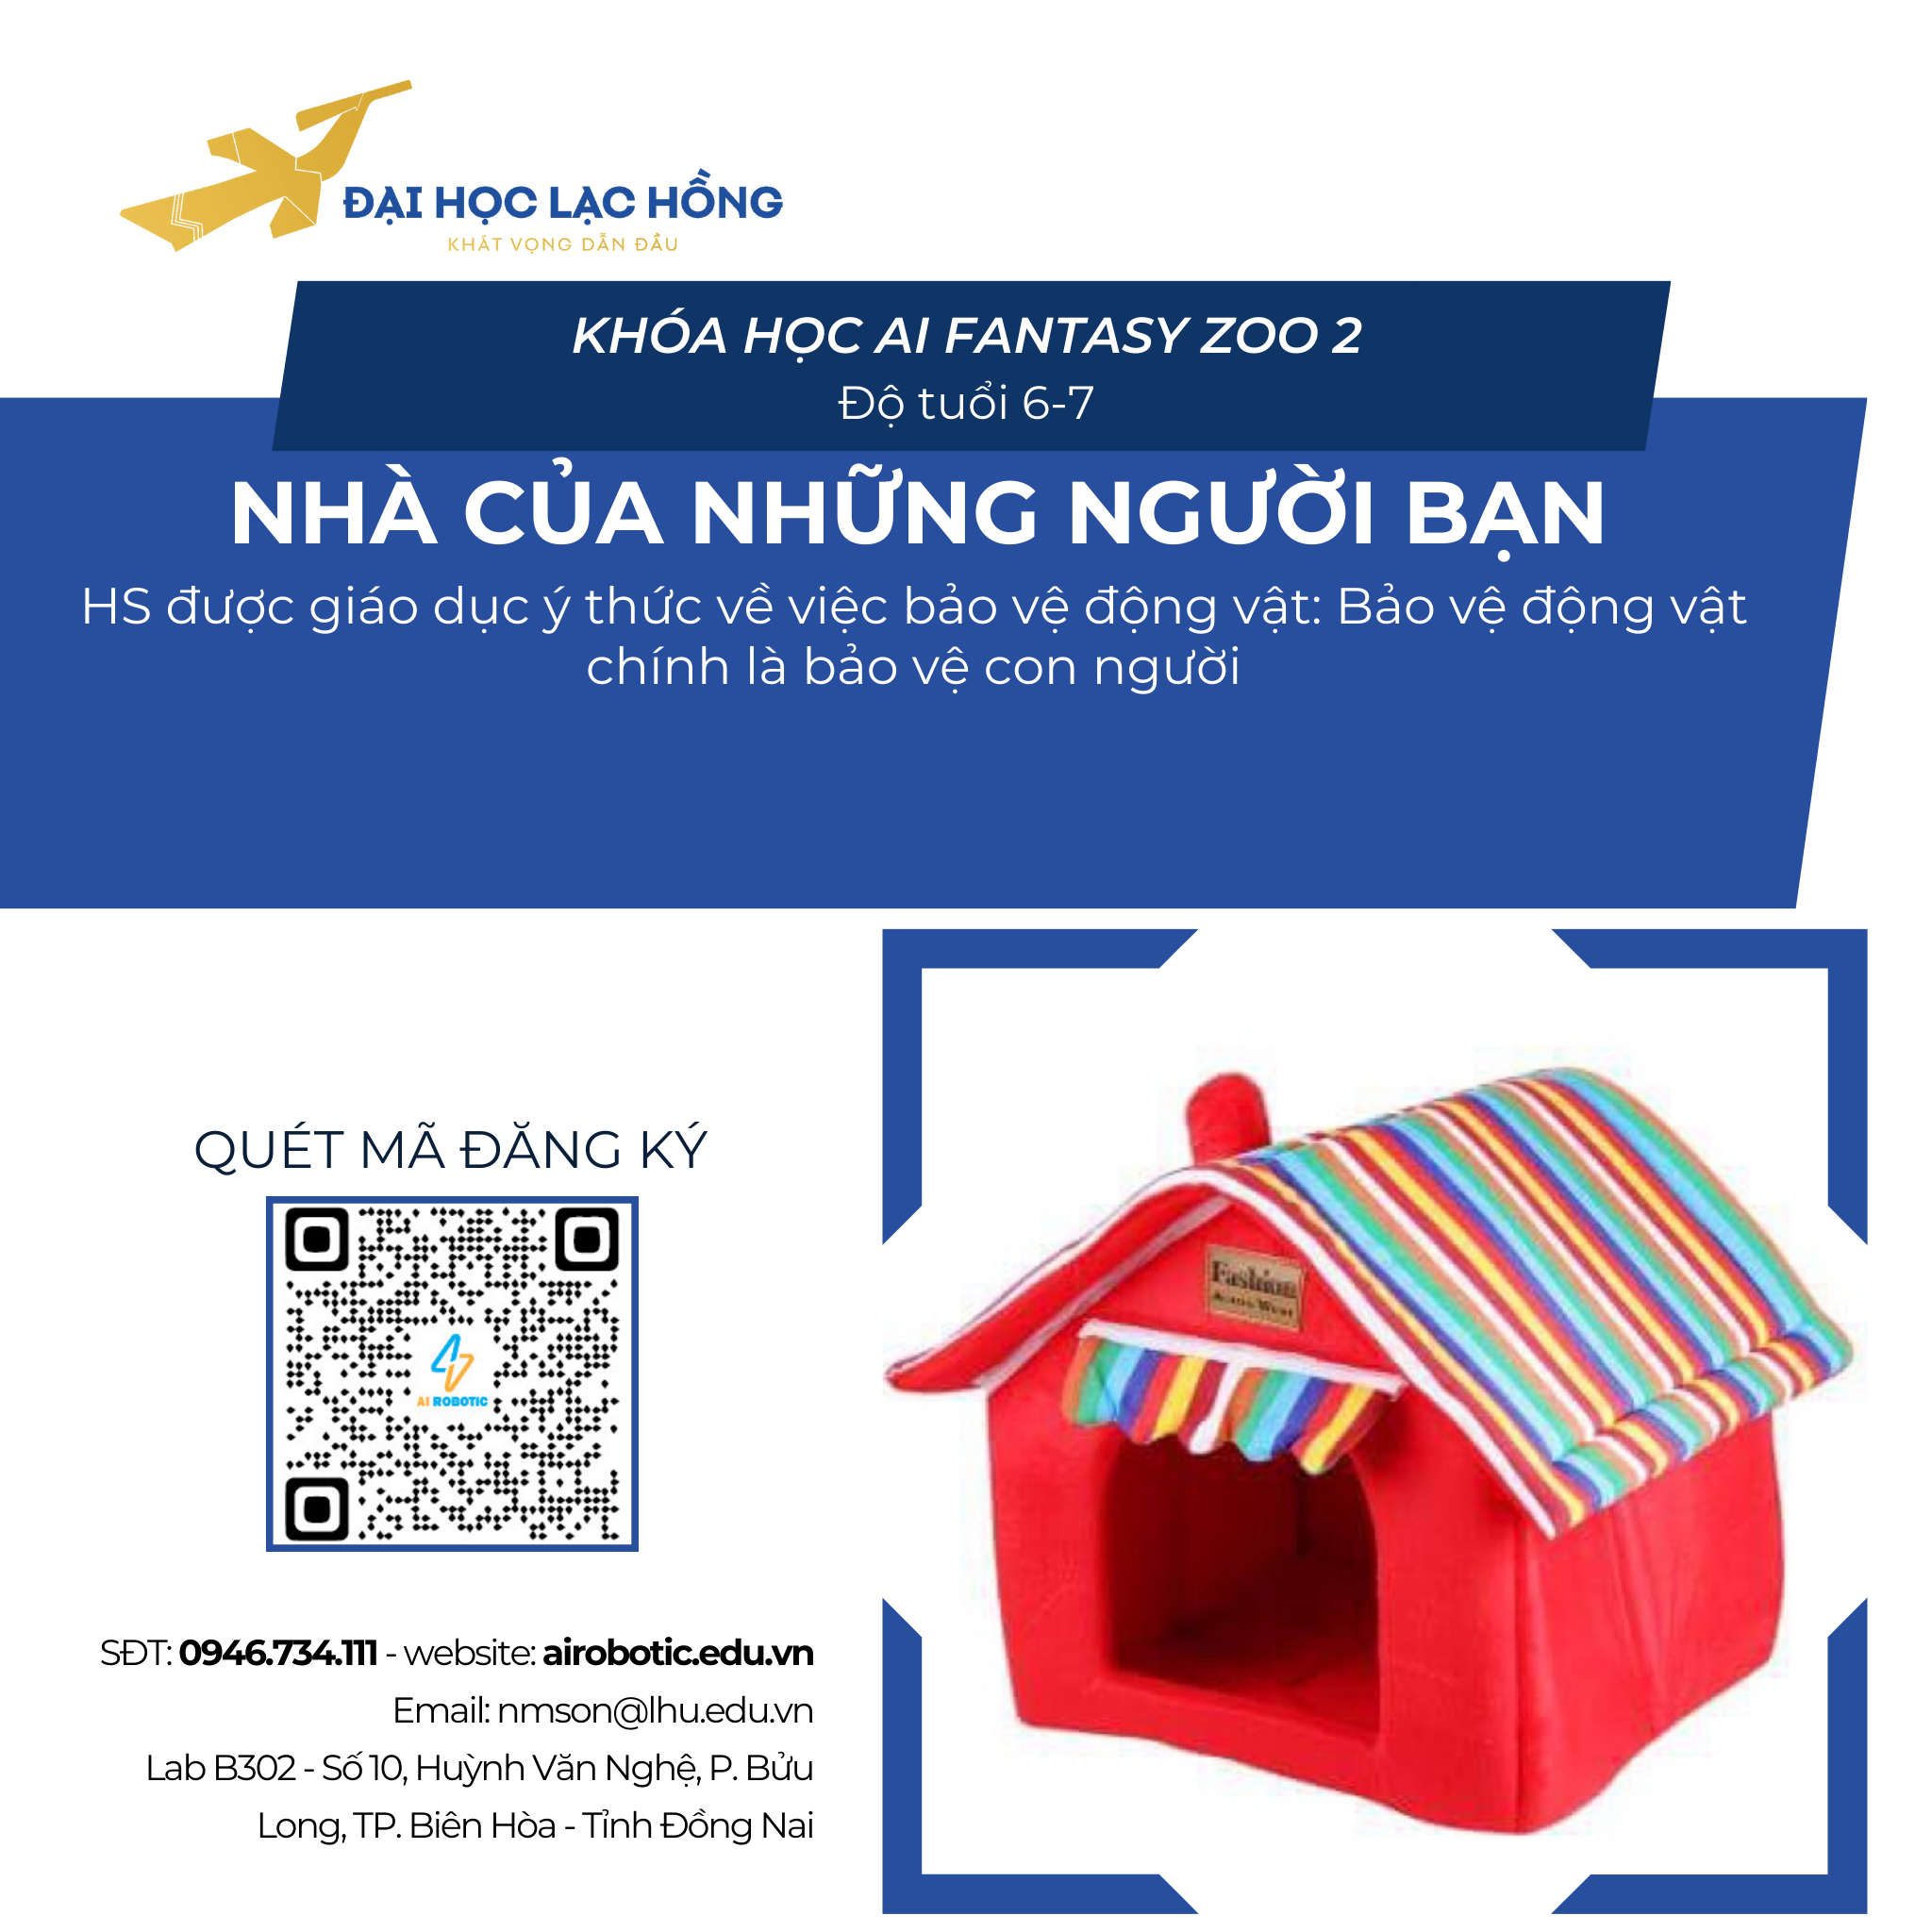 ĐẠI HỌC LẠC HỒNG
KHÁT VỌNG DẪN ĐẦU
KHÓA HỌC AI FANTASY ZOO 2
Độ tuổi 6-7
NHÀ CỦA NHỮNG NGƯỜI BẠN
HS được giáo dục ý thức về việc bảo vệ động vật: Bảo vệ động vật
chính là bảo vệ con người
QUÉT MÃ ĐĂNG KÝ
AI ROBOTIC
SĐT: 0946.734.111 - website: airobotic.edu.vn
Email: nmson@lhu.edu.vn
Lab B302 - Số 10, Huỳnh Văn Nghệ, P. Bửu
Long, TP. Biên Hòa - Tỉnh Đồng Nai
Fashion